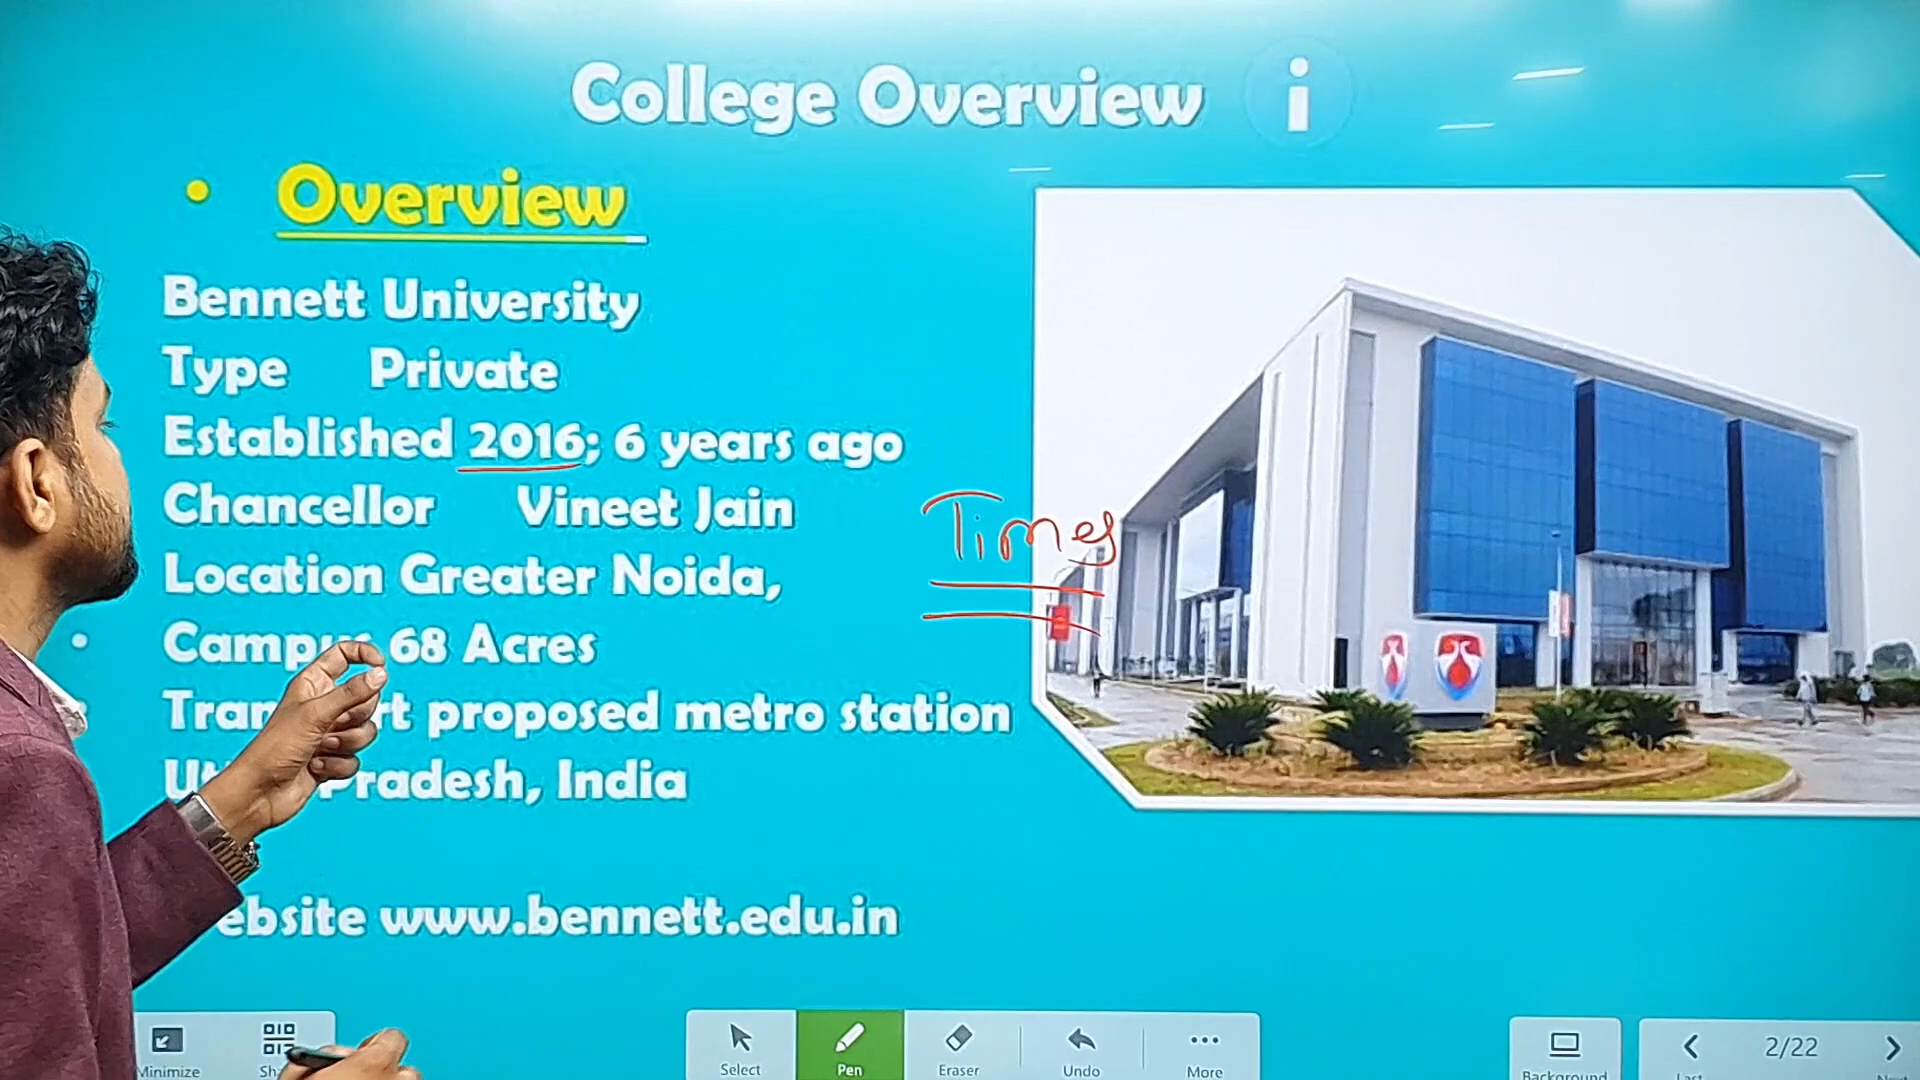 College Overview i
• Overview
Bennett University
Type Private
Established 2016; 6 years ago
Chancellor Vineet Jain
Times
Location Greater Noida,
68 Acres
proposed metro station
Pradesh, India
www.bennett.edu.in
Minimize
Select
Pen
Eraser
Undo
More
Background
2/22